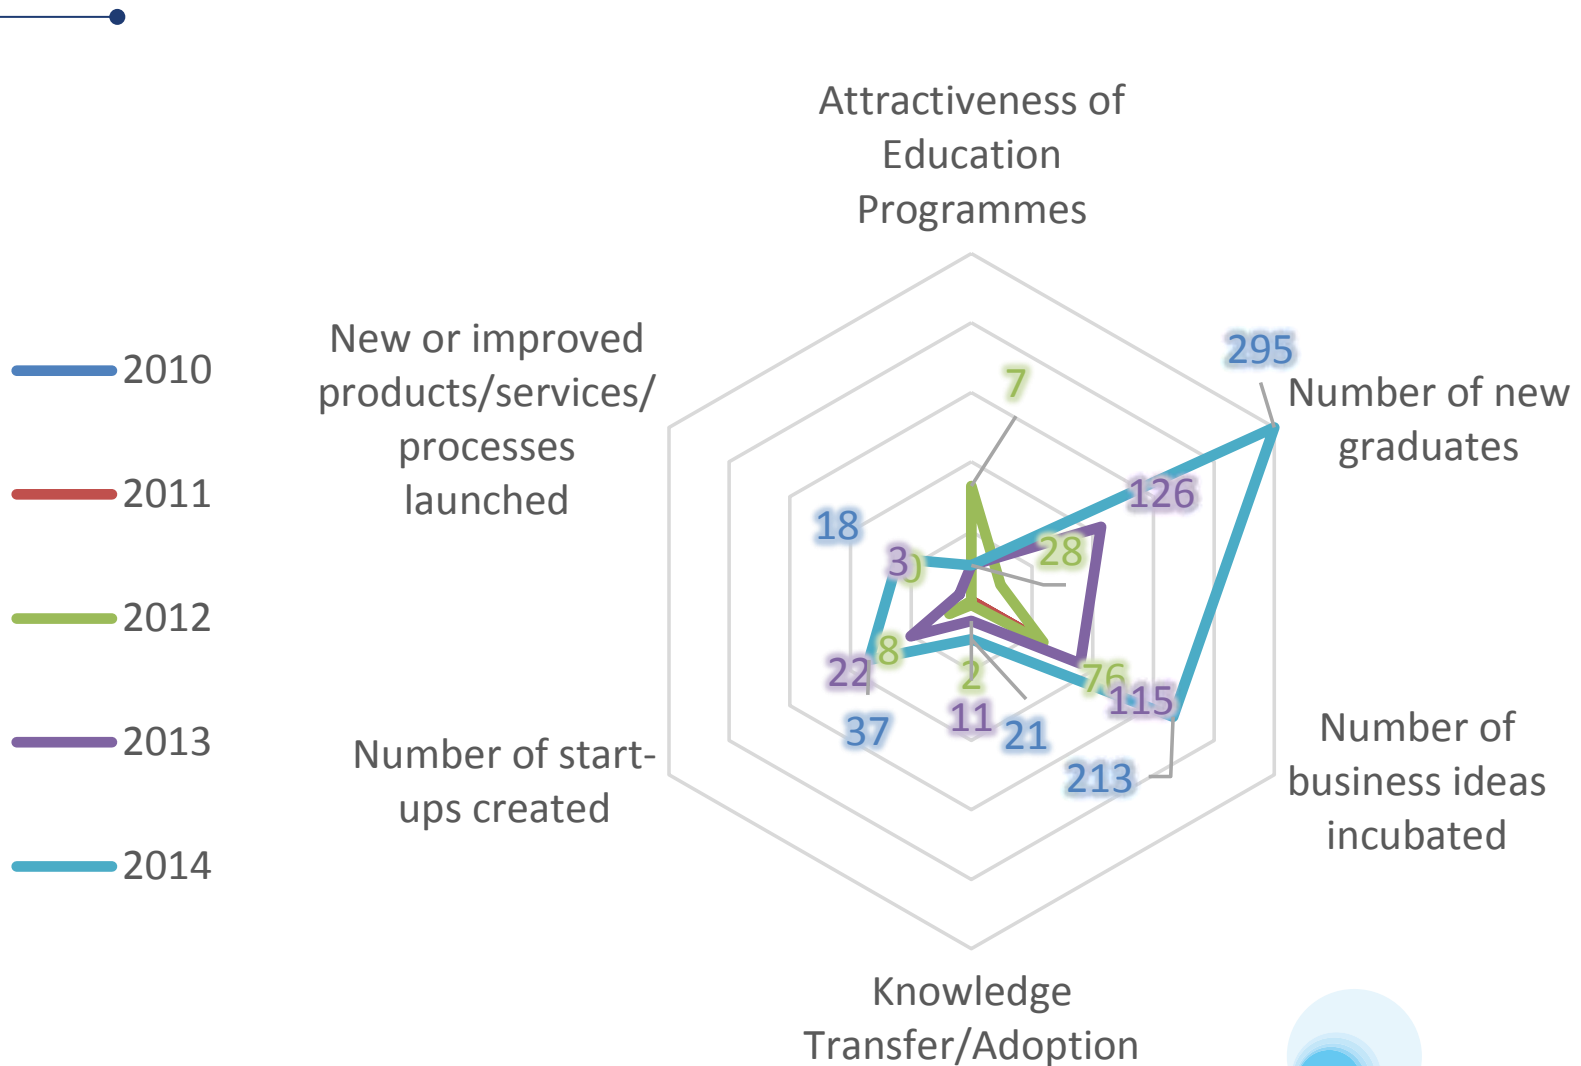 Attractiveness of
Education
Programmes
295
Number of new
graduates
New or improved
products/services/
processes
launched
2010
2011
2012
2013
2014
7
126
28
18
3
0
8
22
37
2
11
21
76
115
213
Number of start-
ups created
Number of
business ideas
incubated
Knowledge
Transfer/Adoption